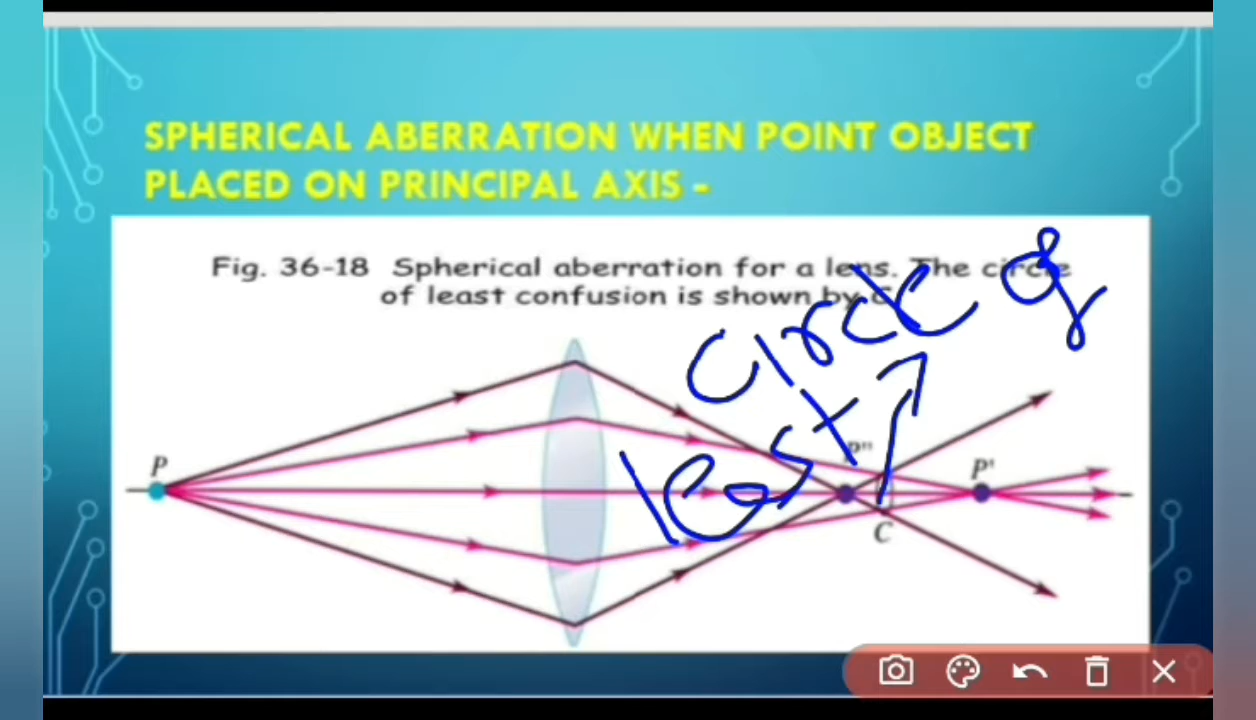 SPHERICAL ABERRATION WHEN POINT OBJECT
PLACED ON PRINCIPAL AXIS -
Fig. 36-18 Spherical aberration for a lens. The circle
of least confusion is shown by C.
Circle of
least
P
P"
P'
C